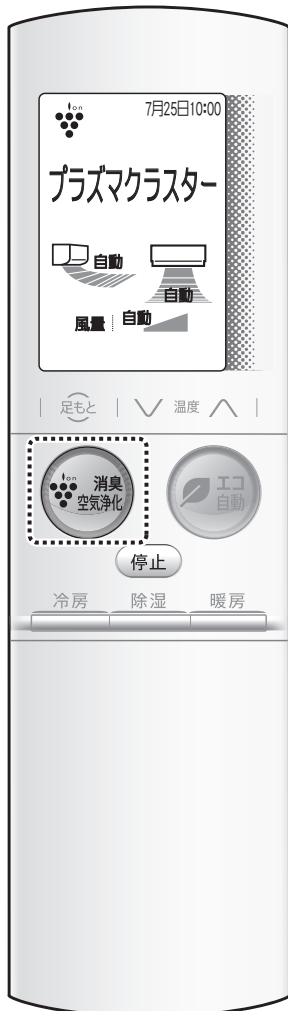 ion 7月25日10:00
プラズマクラスター
自動
自動
風量 自動
足もと 温度
ion 消臭 エコ
空気浄化 自動
停止
冷房 除湿 暖房